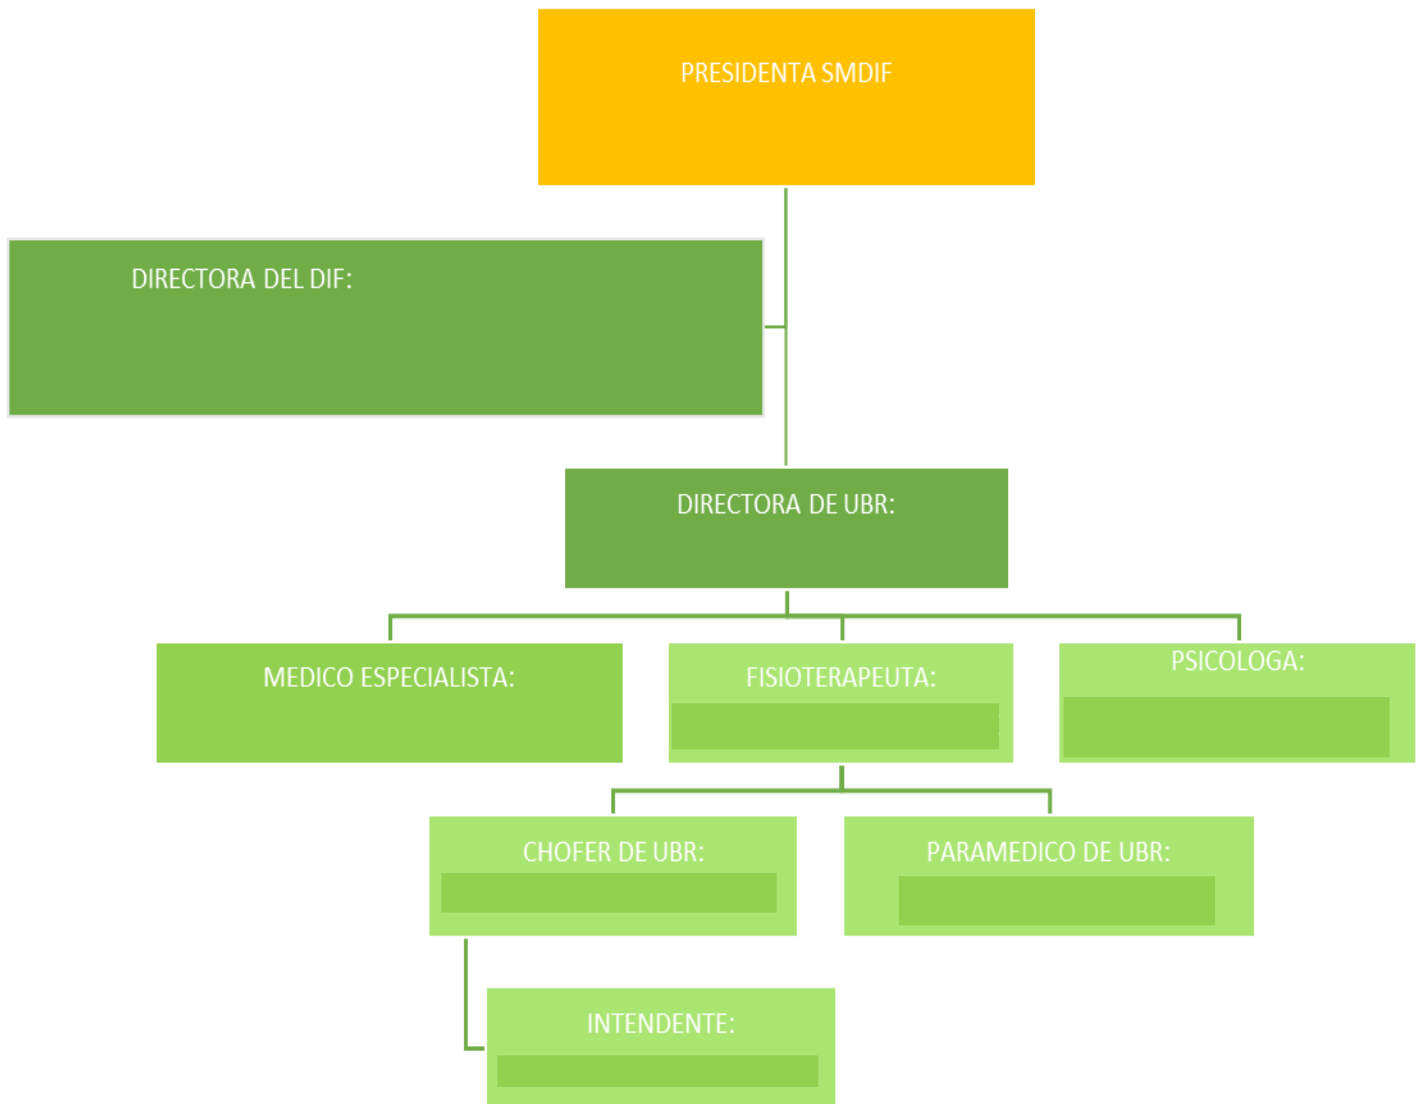 PRESIDENTA SMDIF
DIRECTORA DEL DIF:
DIRECTORA DE UBR:
MEDICO ESPECIALISTA:
FISIOTERAPEUTA:
PSICOLOGA:
CHOFER DE UBR:
PARAMEDICO DE UBR:
INTENDENTE: